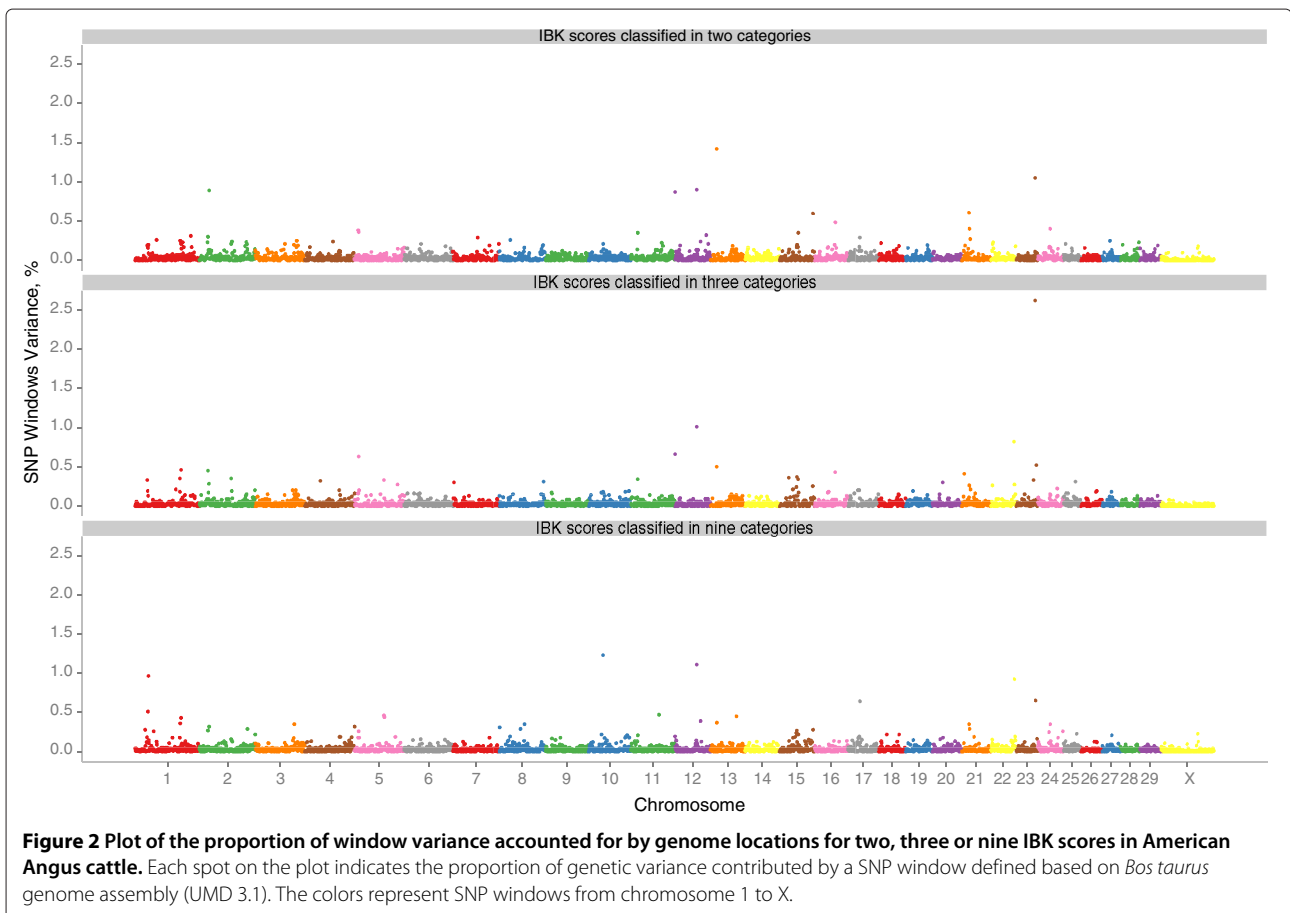 IBK scores classified in two categories
2.5
2.0
1.5
1.0
0.5
0.0
IBK scores classified in three categories
2.5
2.0
1.5
1.0
0.5
0.0
IBK scores classified in nine categories
2.5
2.0
1.5
1.0
0.5
0.0
SNP Windows Variance, %
1 2 3 4 5 6 7 8 9 10 11 12 13 14 15 16 17 18 19 20 21 22 23 24 25 26 27 28 29 X
Chromosome
Figure 2 Plot of the proportion of window variance accounted for by genome locations for two, three or nine IBK scores in American
Angus cattle. Each spot on the plot indicates the proportion of genetic variance contributed by a SNP window defined based on Bos taurus
genome assembly (UMD 3.1). The colors represent SNP windows from chromosome 1 to X.